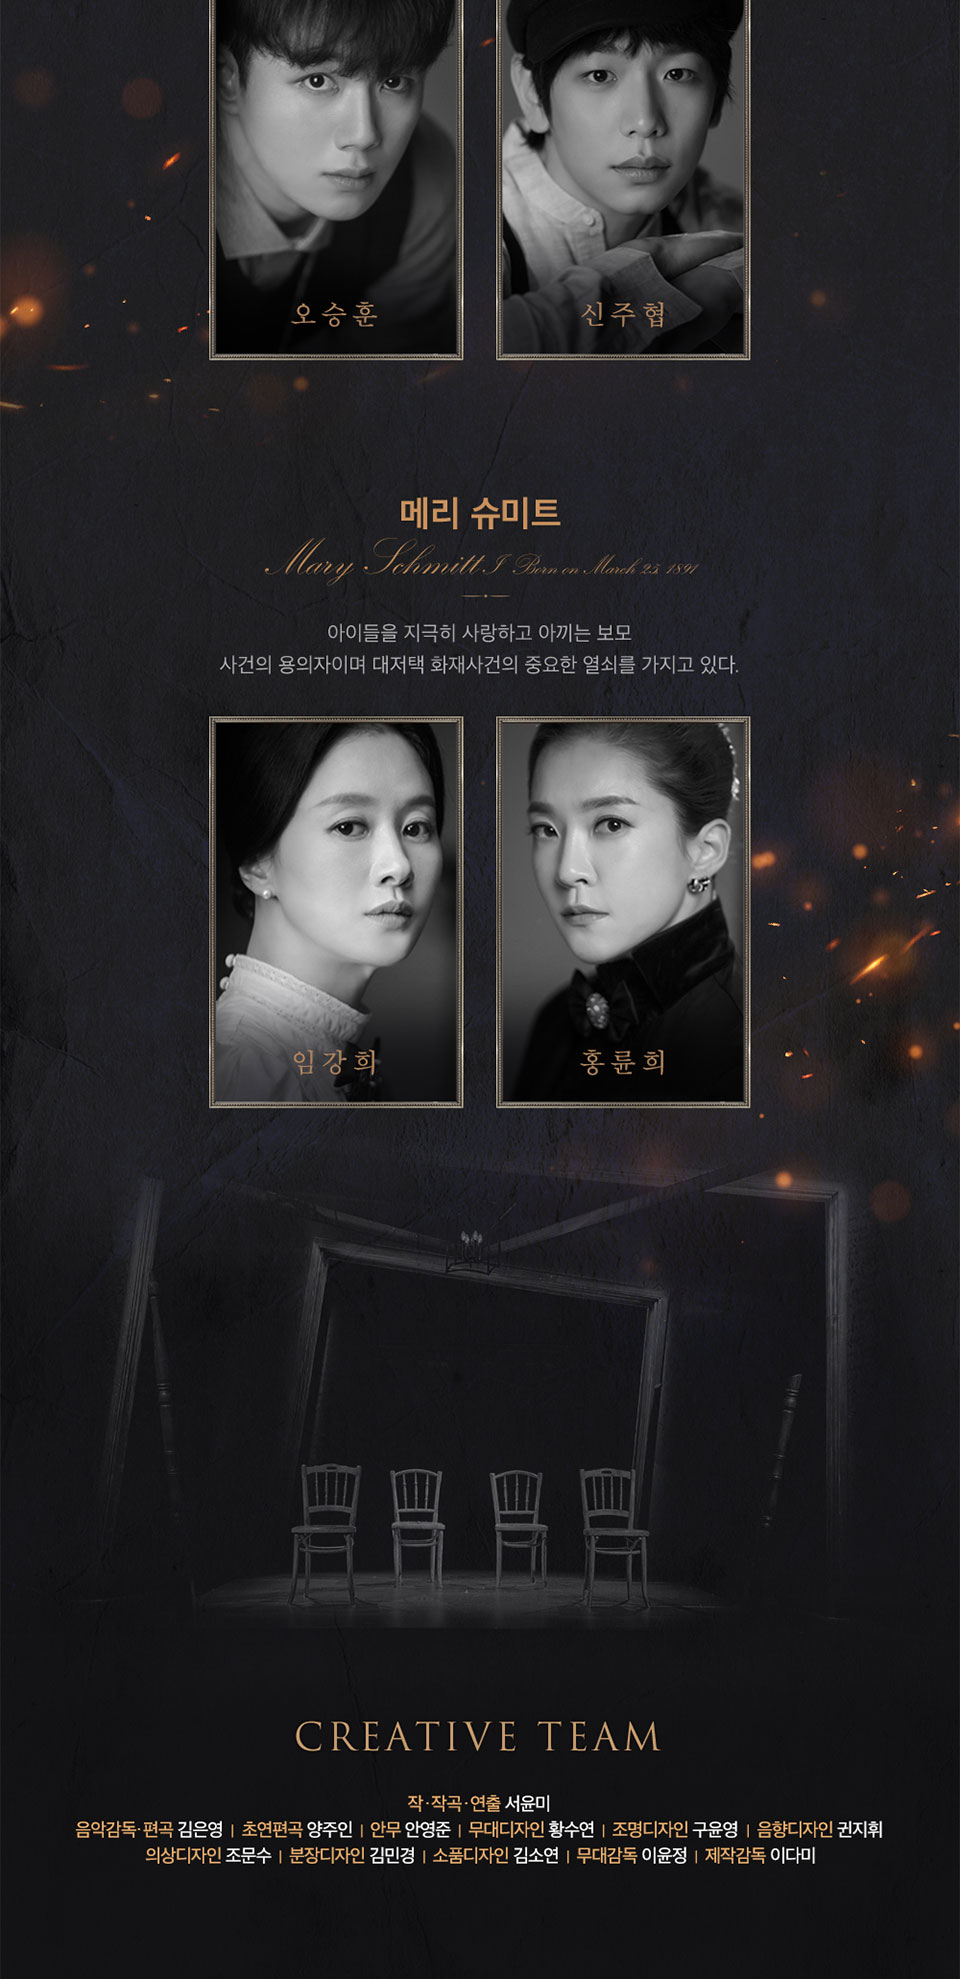 오승훈
신주협
메리 슈미트
Mary Schmitt I Born on March 25. 1891
아이들을 지극히 사랑하고 아끼는 보모
사건의 용의자이며 대저택 화재사건의 중요한 열쇠를 가지고 있다.
임강희
홍륜희
CREATIVE TEAM
작·작곡·연출 서윤미
음악감독·편곡 김은영 | 초연편곡 양주인 | 안무 안영준 | 무대디자인 황수연 | 조명디자인 구윤영 | 음향디자인 권지휘
의상디자인 조문수 | 분장디자인 김민경 | 소품디자인 김소연 | 무대감독 이윤정 | 제작감독 이다미